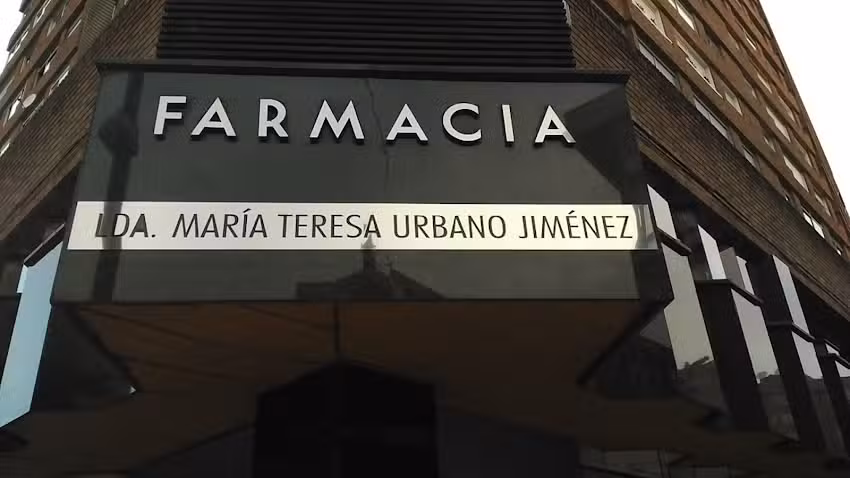 FARMACIA
LDA. MARÍA TERESA URBANO JIMÉNEZ